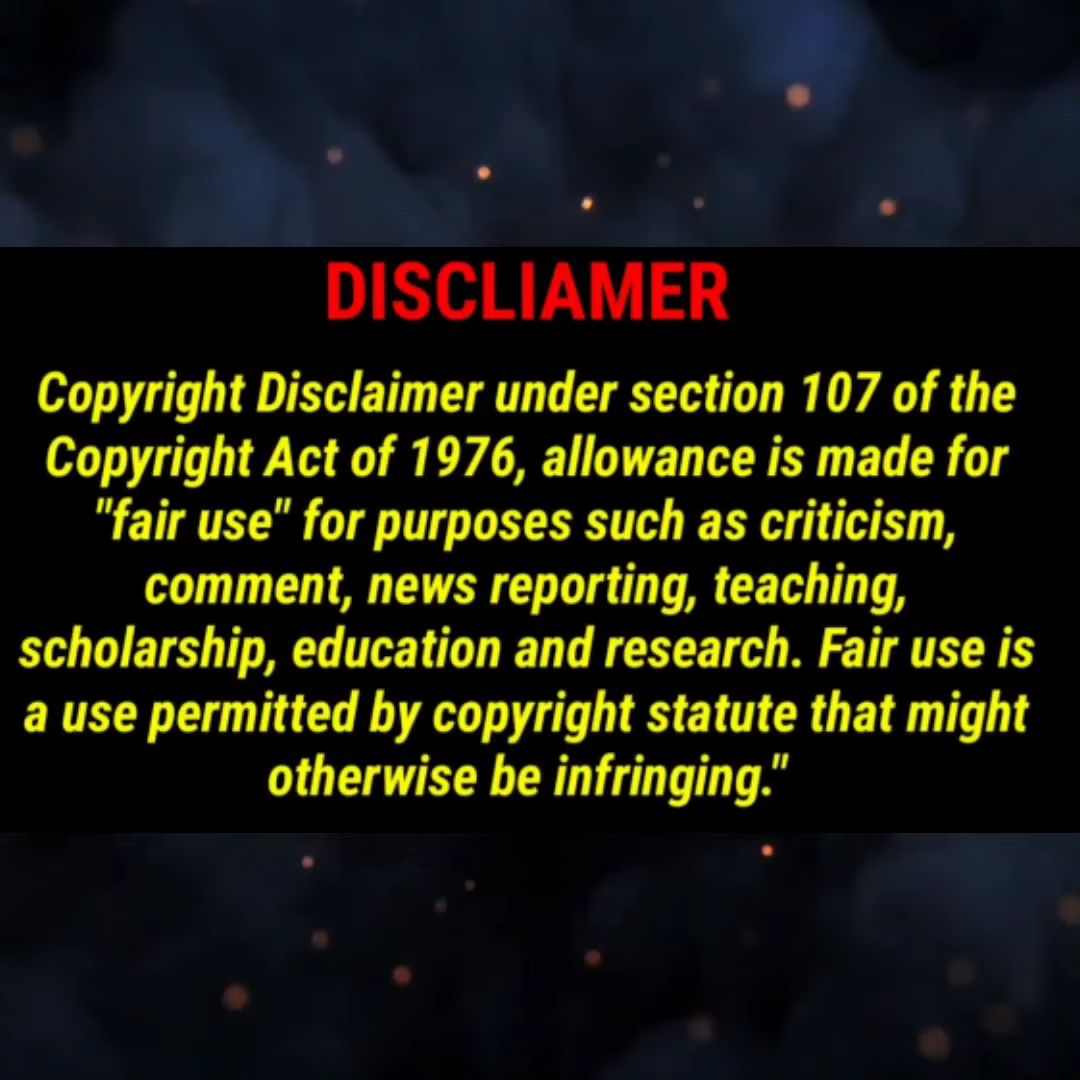 DISCLIAMER
Copyright Disclaimer under section 107 of the
Copyright Act of 1976, allowance is made for
"fair use" for purposes such as criticism,
comment, news reporting, teaching,
scholarship, education and research. Fair use is
a use permitted by copyright statute that might
otherwise be infringing."